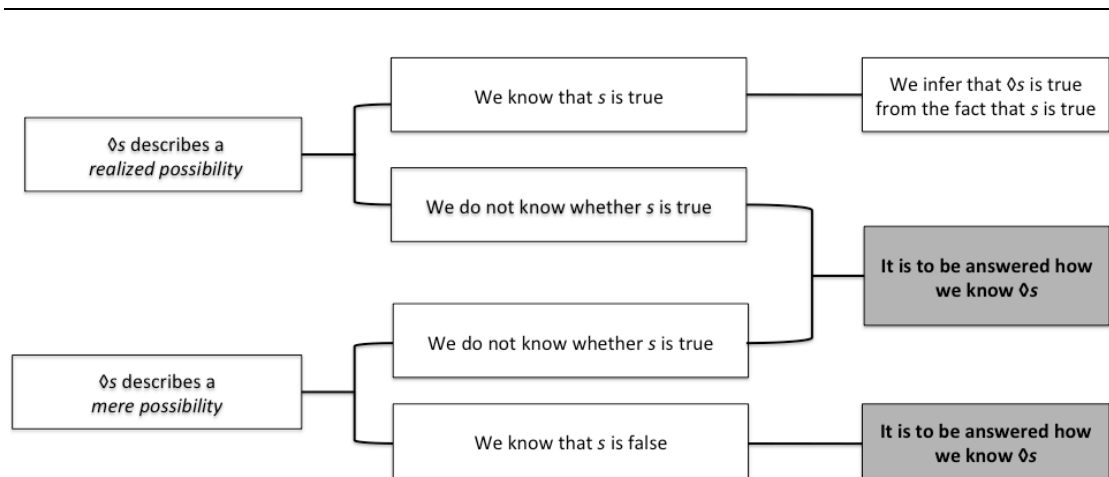 ◊s describes a
realized possibility
We know that s is true
We infer that ◊s is true
from the fact that s is true
We do not know whether s is true
It is to be answered how
we know ◊s
◊s describes a
mere possibility
We do not know whether s is true
We know that s is false
It is to be answered how
we know ◊s